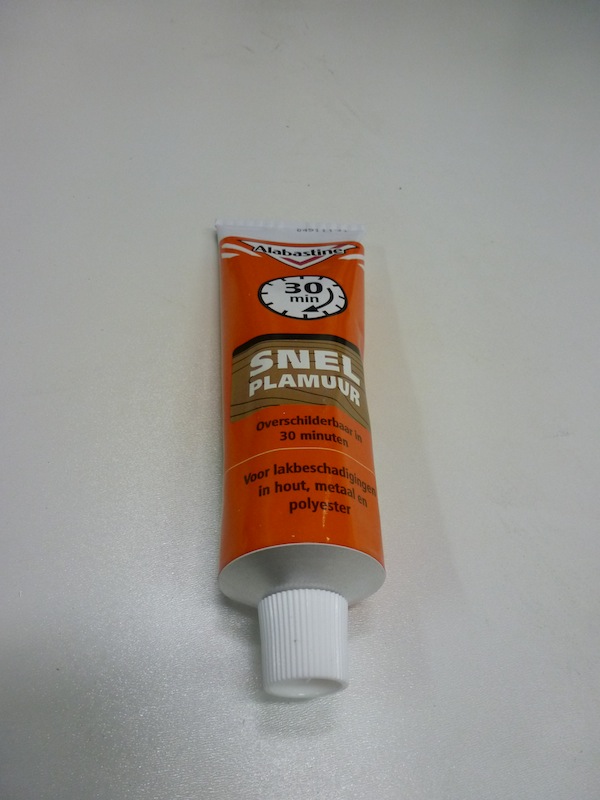 Alabastine
30
min
SNEL
PLAMUUR
Overschilderbaar in
30 minuten
Voor lakbeschadigingen
in hout, metaal en
polyester